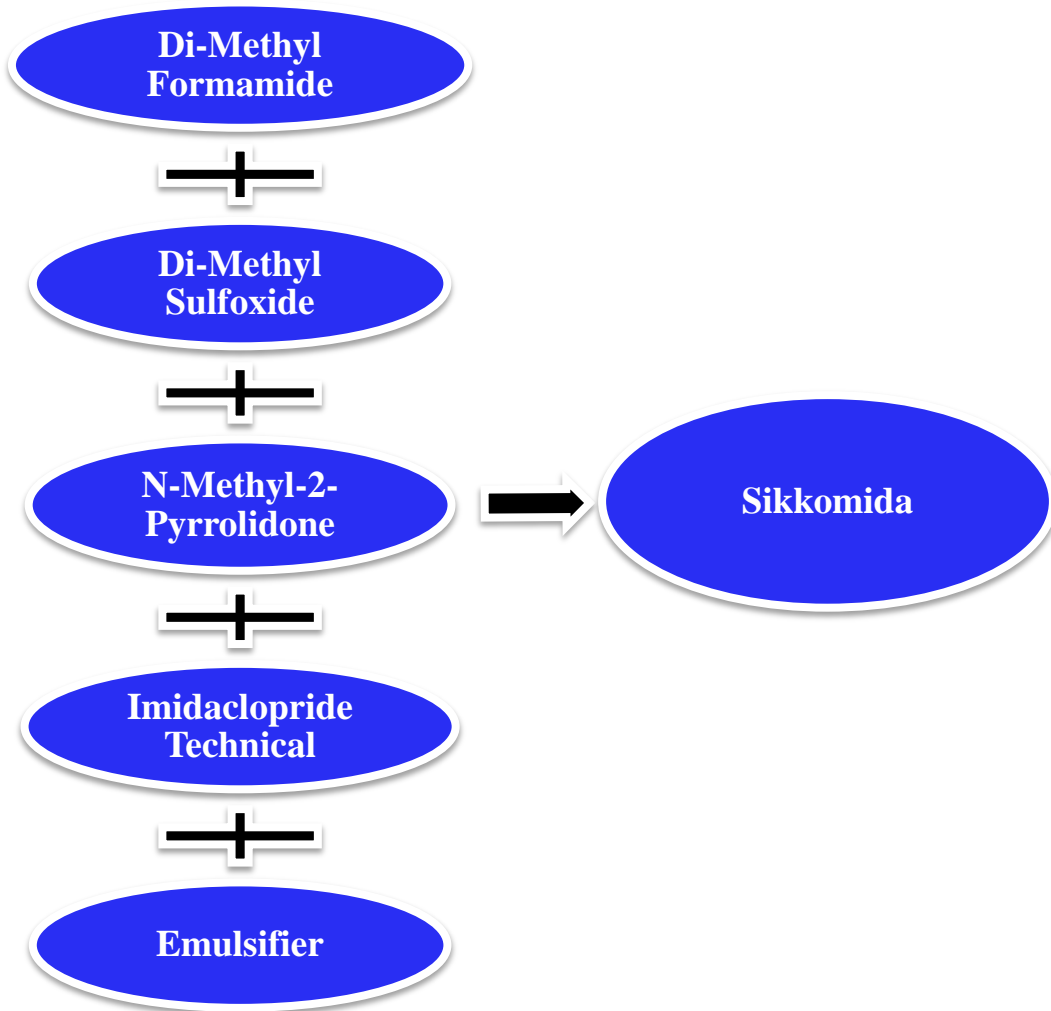 Di-Methyl
Formamide
Di-Methyl
Sulfoxide
N-Methyl-2-
Pyrrolidone
Sikkomida
Imidaclopride
Technical
Emulsifier